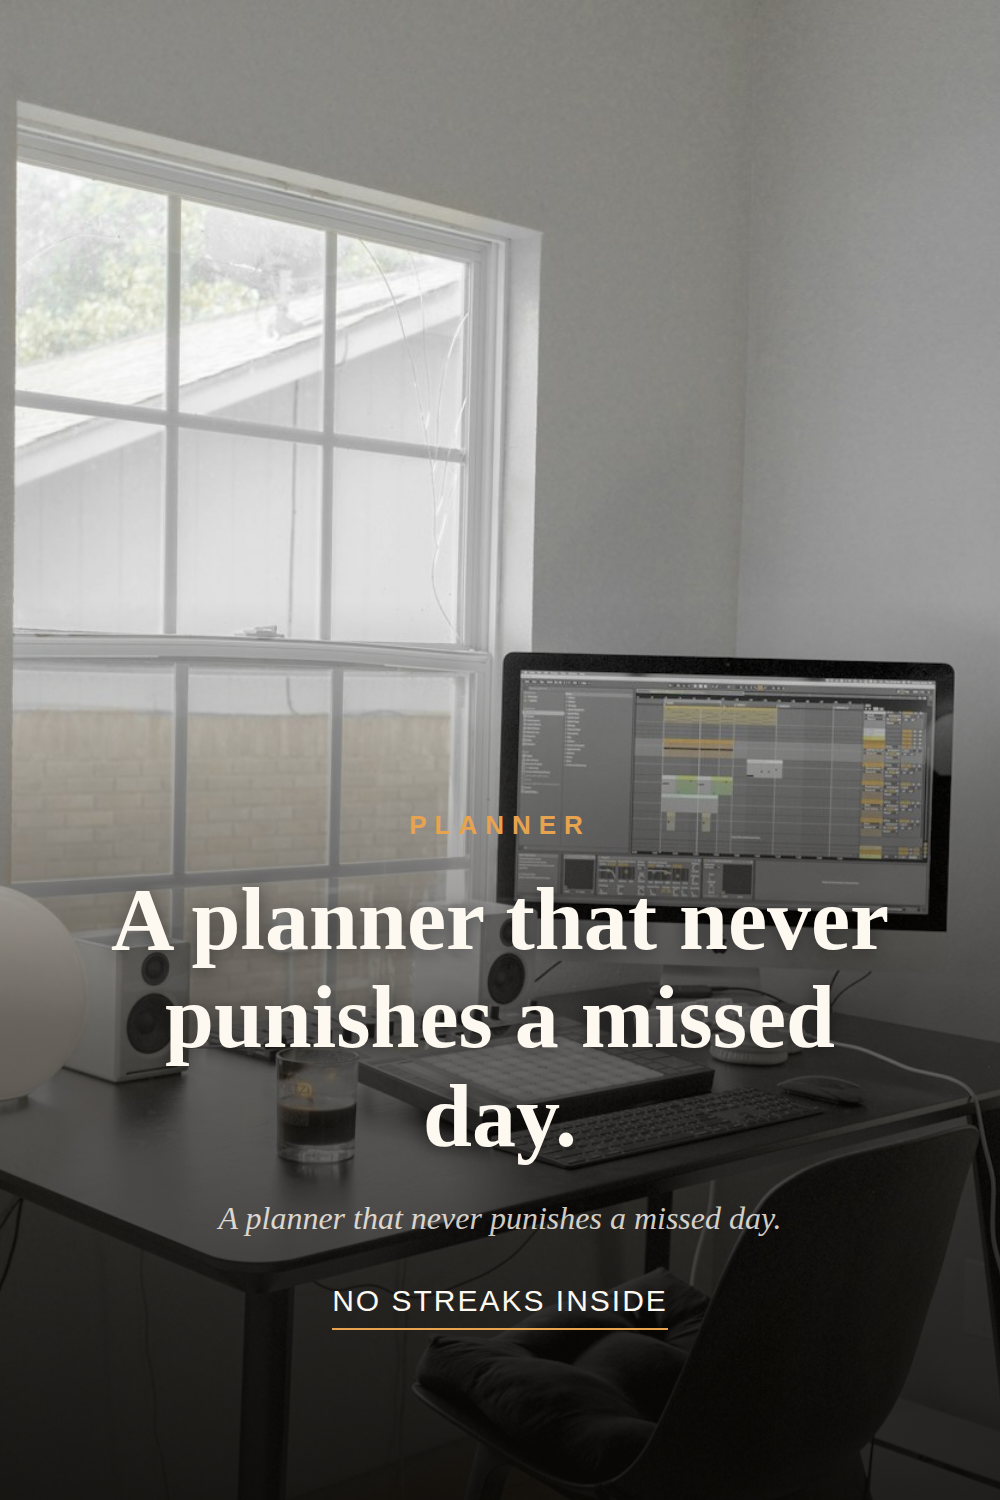 PLANNER
A planner that never
punishes a missed
day.
A planner that never punishes a missed day.
NO STREAKS INSIDE